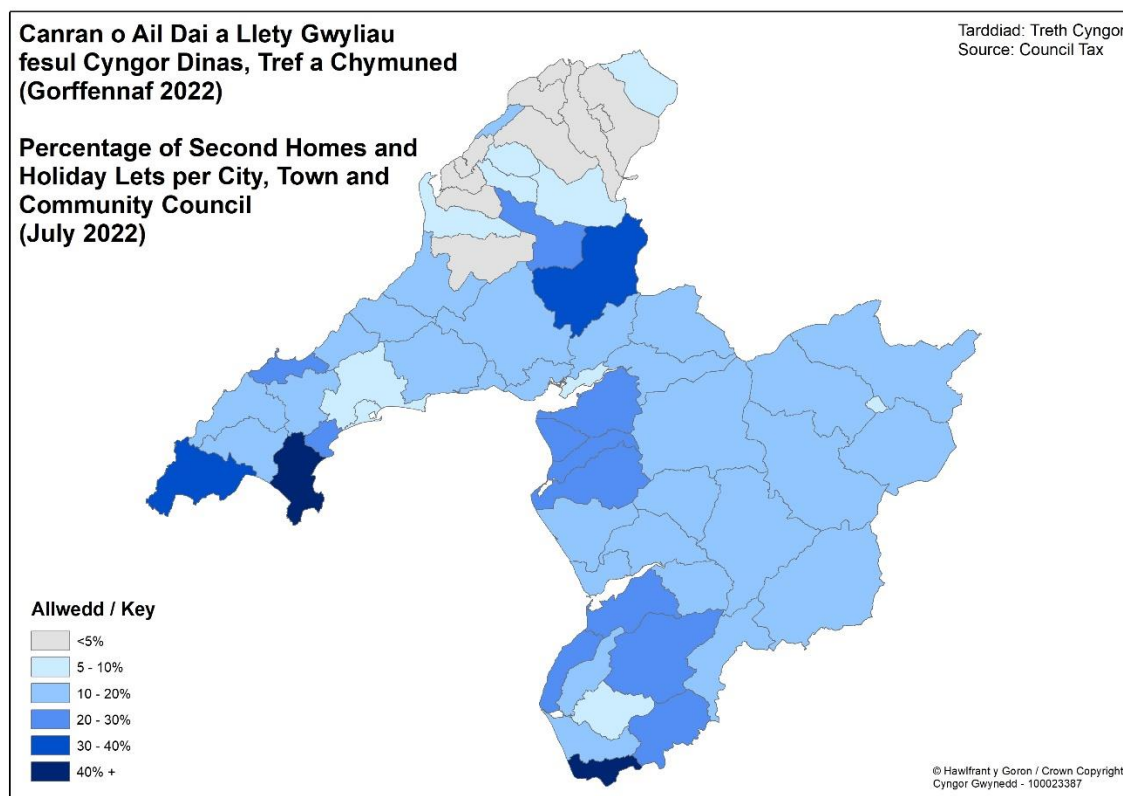 Canran o Ail Dai a Llety Gwyliau
fesul Cyngor Dinas, Tref a Chymuned
(Gorffennaf 2022)
Percentage of Second Homes and
Holiday Lets per City, Town and
Community Council
(July 2022)
Tarddiad: Treth Cyngor
Source: Council Tax
Allwedd / Key
<5%
5 - 10%
10 - 20%
20 - 30%
30 - 40%
40% +
© Hawlfraint y Goron / Crown Copyright
Cyngor Gwynedd - 100023387